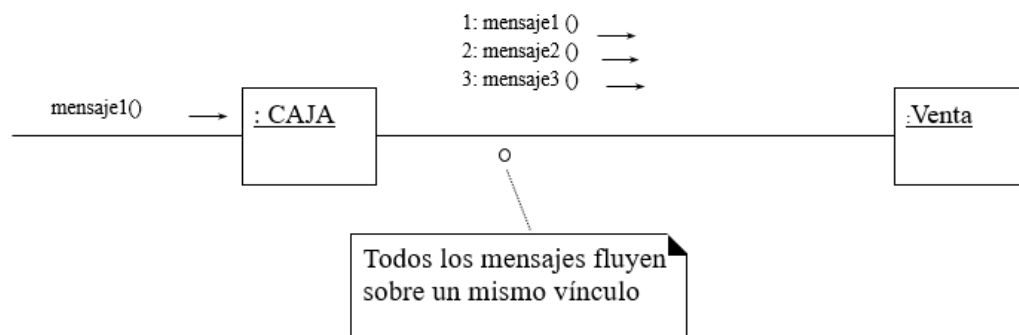 1: mensaje1 ()
2: mensaje2 ()
3: mensaje3 ()
mensaje1()
: CAJA
:Venta
Todos los mensajes fluyen
sobre un mismo vínculo